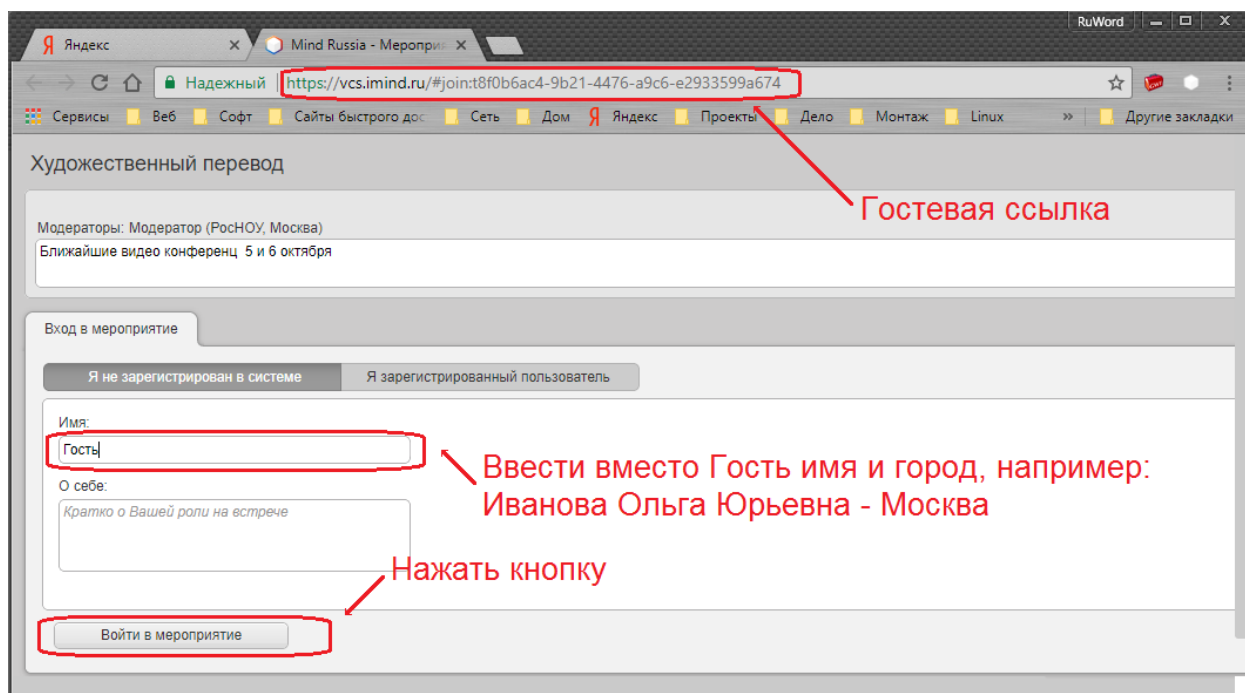 RuWord
Яндекс
Mind Russia - Меропри
Надежный https://vcs.imind.ru/#join:t8f0b6ac4-9b21-4476-a9c6-e2933599a674
Сервисы Веб Софт Сайты быстрого дос Сеть Дом Яндекс Проекты Дело Монтаж Linux » Другие закладки
Художественный перевод
Гостевая ссылка
Модераторы: Модератор (РосНОУ, Москва)
Ближайшие видео конференц 5 и 6 октября
Вход в мероприятие
Я не зарегистрирован в системе
Я зарегистрированный пользователь
Имя:
Гость
Ввести вместо Гость имя и город, например:
Иванова Ольга Юрьевна - Москва
О себе:
Кратко о Вашей роли на встрече
Нажать кнопку
Войти в мероприятие